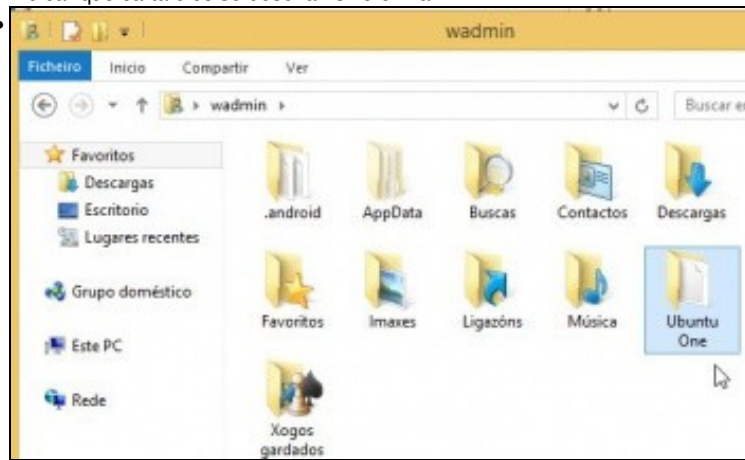 wadmin
Ficheiro Inicio Compartir Ver
wadmin
Buscar en
Favoritos
Descargas
Escritorio
Lugares recentes
Grupo doméstico
Este PC
Rede
.android AppData Buscas Contactos Descargas
Favoritos Imaxes Ligazóns Música Ubuntu One
Xogos gardados